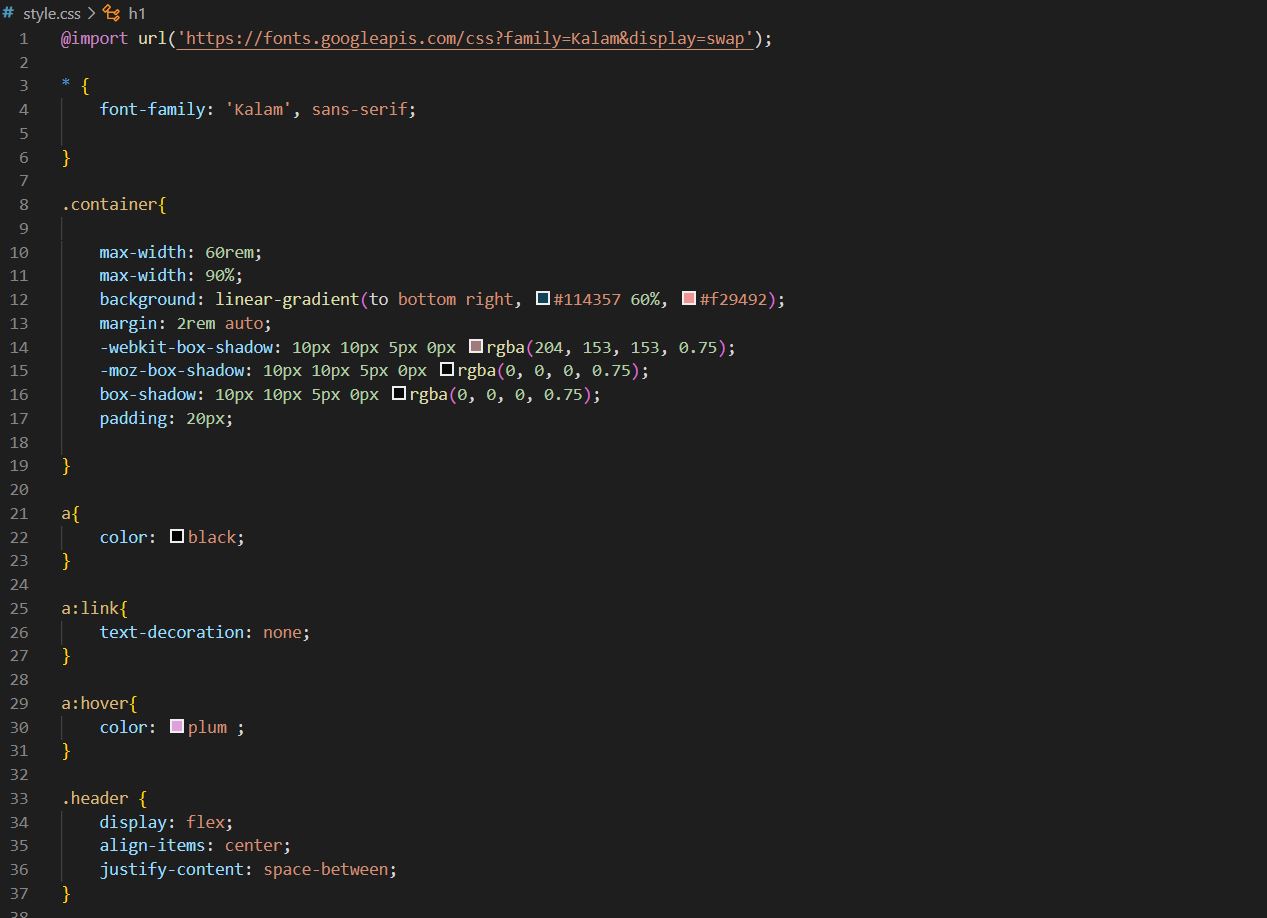 # style.css > h1
1 @import url('https://fonts.googleapis.com/css?family=Kalam&display=swap');
2
3 * {
4     font-family: 'Kalam', sans-serif;
5
6 }
7
8 .container{
9
10     max-width: 60rem;
11     max-width: 90%;
12     background: linear-gradient(to bottom right, #114357 60%, #f29492);
13     margin: 2rem auto;
14     -webkit-box-shadow: 10px 10px 5px 0px rgba(204, 153, 153, 0.75);
15     -moz-box-shadow: 10px 10px 5px 0px rgba(0, 0, 0, 0.75);
16     box-shadow: 10px 10px 5px 0px rgba(0, 0, 0, 0.75);
17     padding: 20px;
18
19 }
20
21 a{
22     color: black;
23 }
24
25 a:link{
26     text-decoration: none;
27 }
28
29 a:hover{
30     color: plum ;
31 }
32
33 .header {
34     display: flex;
35     align-items: center;
36     justify-content: space-between;
37 }
38